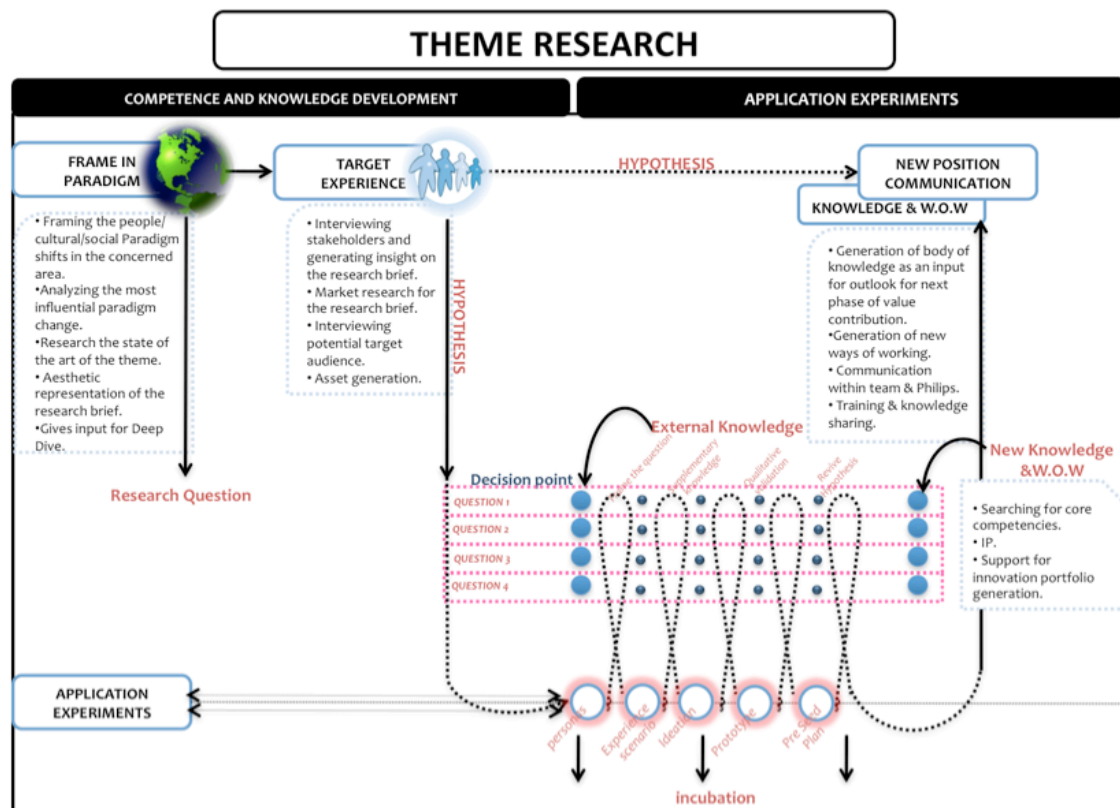 THEME RESEARCH
COMPETENCE AND KNOWLEDGE DEVELOPMENT
APPLICATION EXPERIMENTS
FRAME IN
PARADIGM
• Framing the people/
cultural/social Paradigm
shifts in the concerned
area.
•Analyzing the most
influential paradigm
change.
•Research the state of
the art of the theme.
• Aesthetic
representation of the
research brief.
•Gives input for Deep
Dive.
Research Question
TARGET
EXPERIENCE
• Interviewing
stakeholders and
generating insight on
the research brief.
• Market research for
the research brief.
• Interviewing
potential target
audience.
• Asset generation.
HYPOTHESIS
HYPOTHESIS
NEW POSITION
COMMUNICATION
KNOWLEDGE & W.O.W
• Generation of body of
knowledge as an input
for outlook for next
phase of value
contribution.
• Generation of new
ways of working.
• Communication
within team & Philips.
• Training & knowledge
sharing.
External Knowledge
New Knowledge
&W.O.W
• Searching for core
competencies.
• IP.
• Support for
innovation portfolio
generation.
Decision point
the question
Supplementary
knowledge
Qualitative
validation
Revive
Hypothesis
QUESTION 1
QUESTION 2
QUESTION 3
QUESTION 4
APPLICATION
EXPERIMENTS
personas
Experience
scenario
Ideation
Prototype
Pre Seed
Plan
incubation